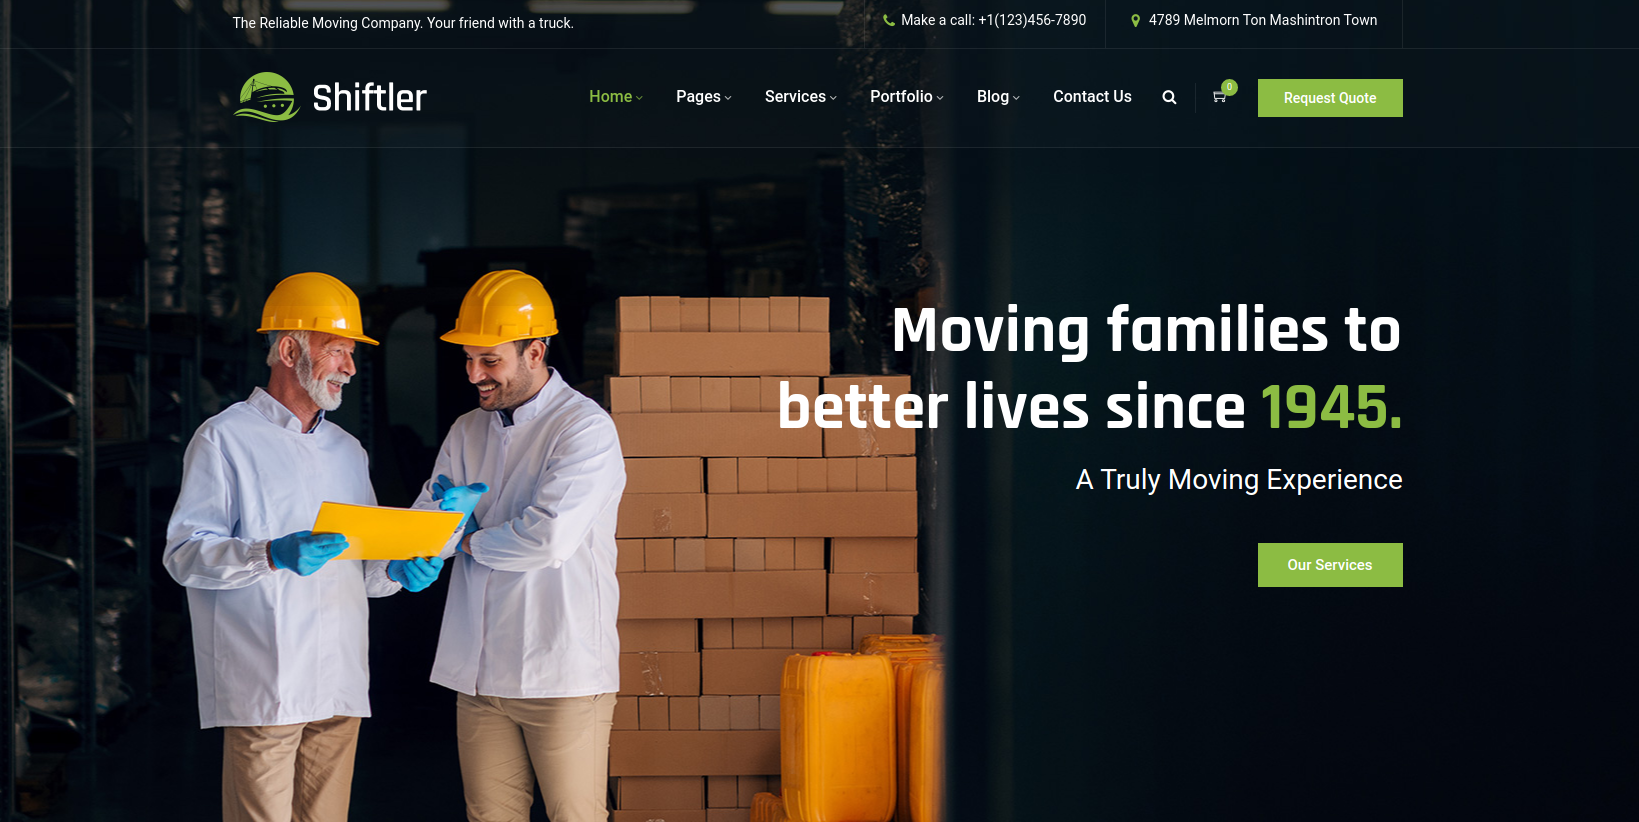 The Reliable Moving Company. Your friend with a truck.
Make a call: +1(123)456-7890
4789 Melmorn Ton Mashintron Town
Shiftler
Home
Pages
Services
Portfolio
Blog
Contact Us
0
Request Quote
Moving families to
better lives since 1945.
A Truly Moving Experience
Our Services